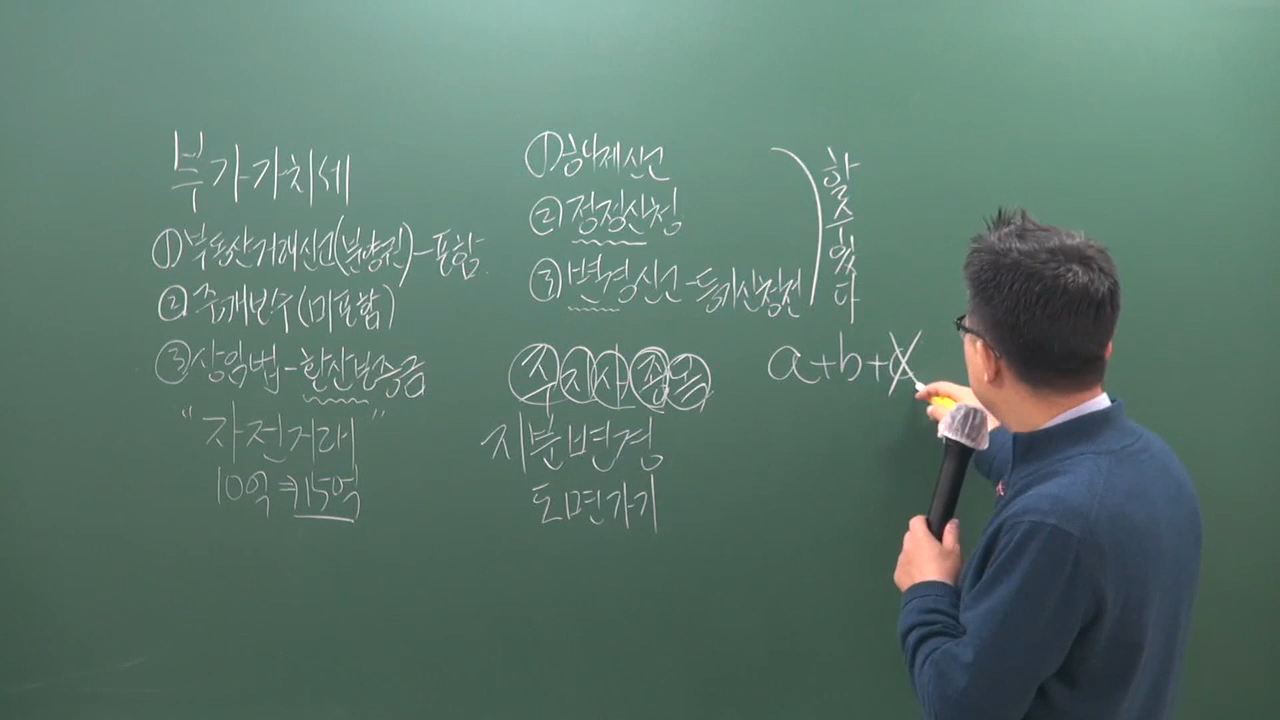 부가가치세
①부동산거래신고(분양권)-포함
②중개보수(미포함)
③상임법-환산보증금
"자전거래"
10억⇒15억
①해제신고
②정정신청
③변경신고-등기신청전
할수있다
주지사종용
지분변경
도면가기
a+b+c